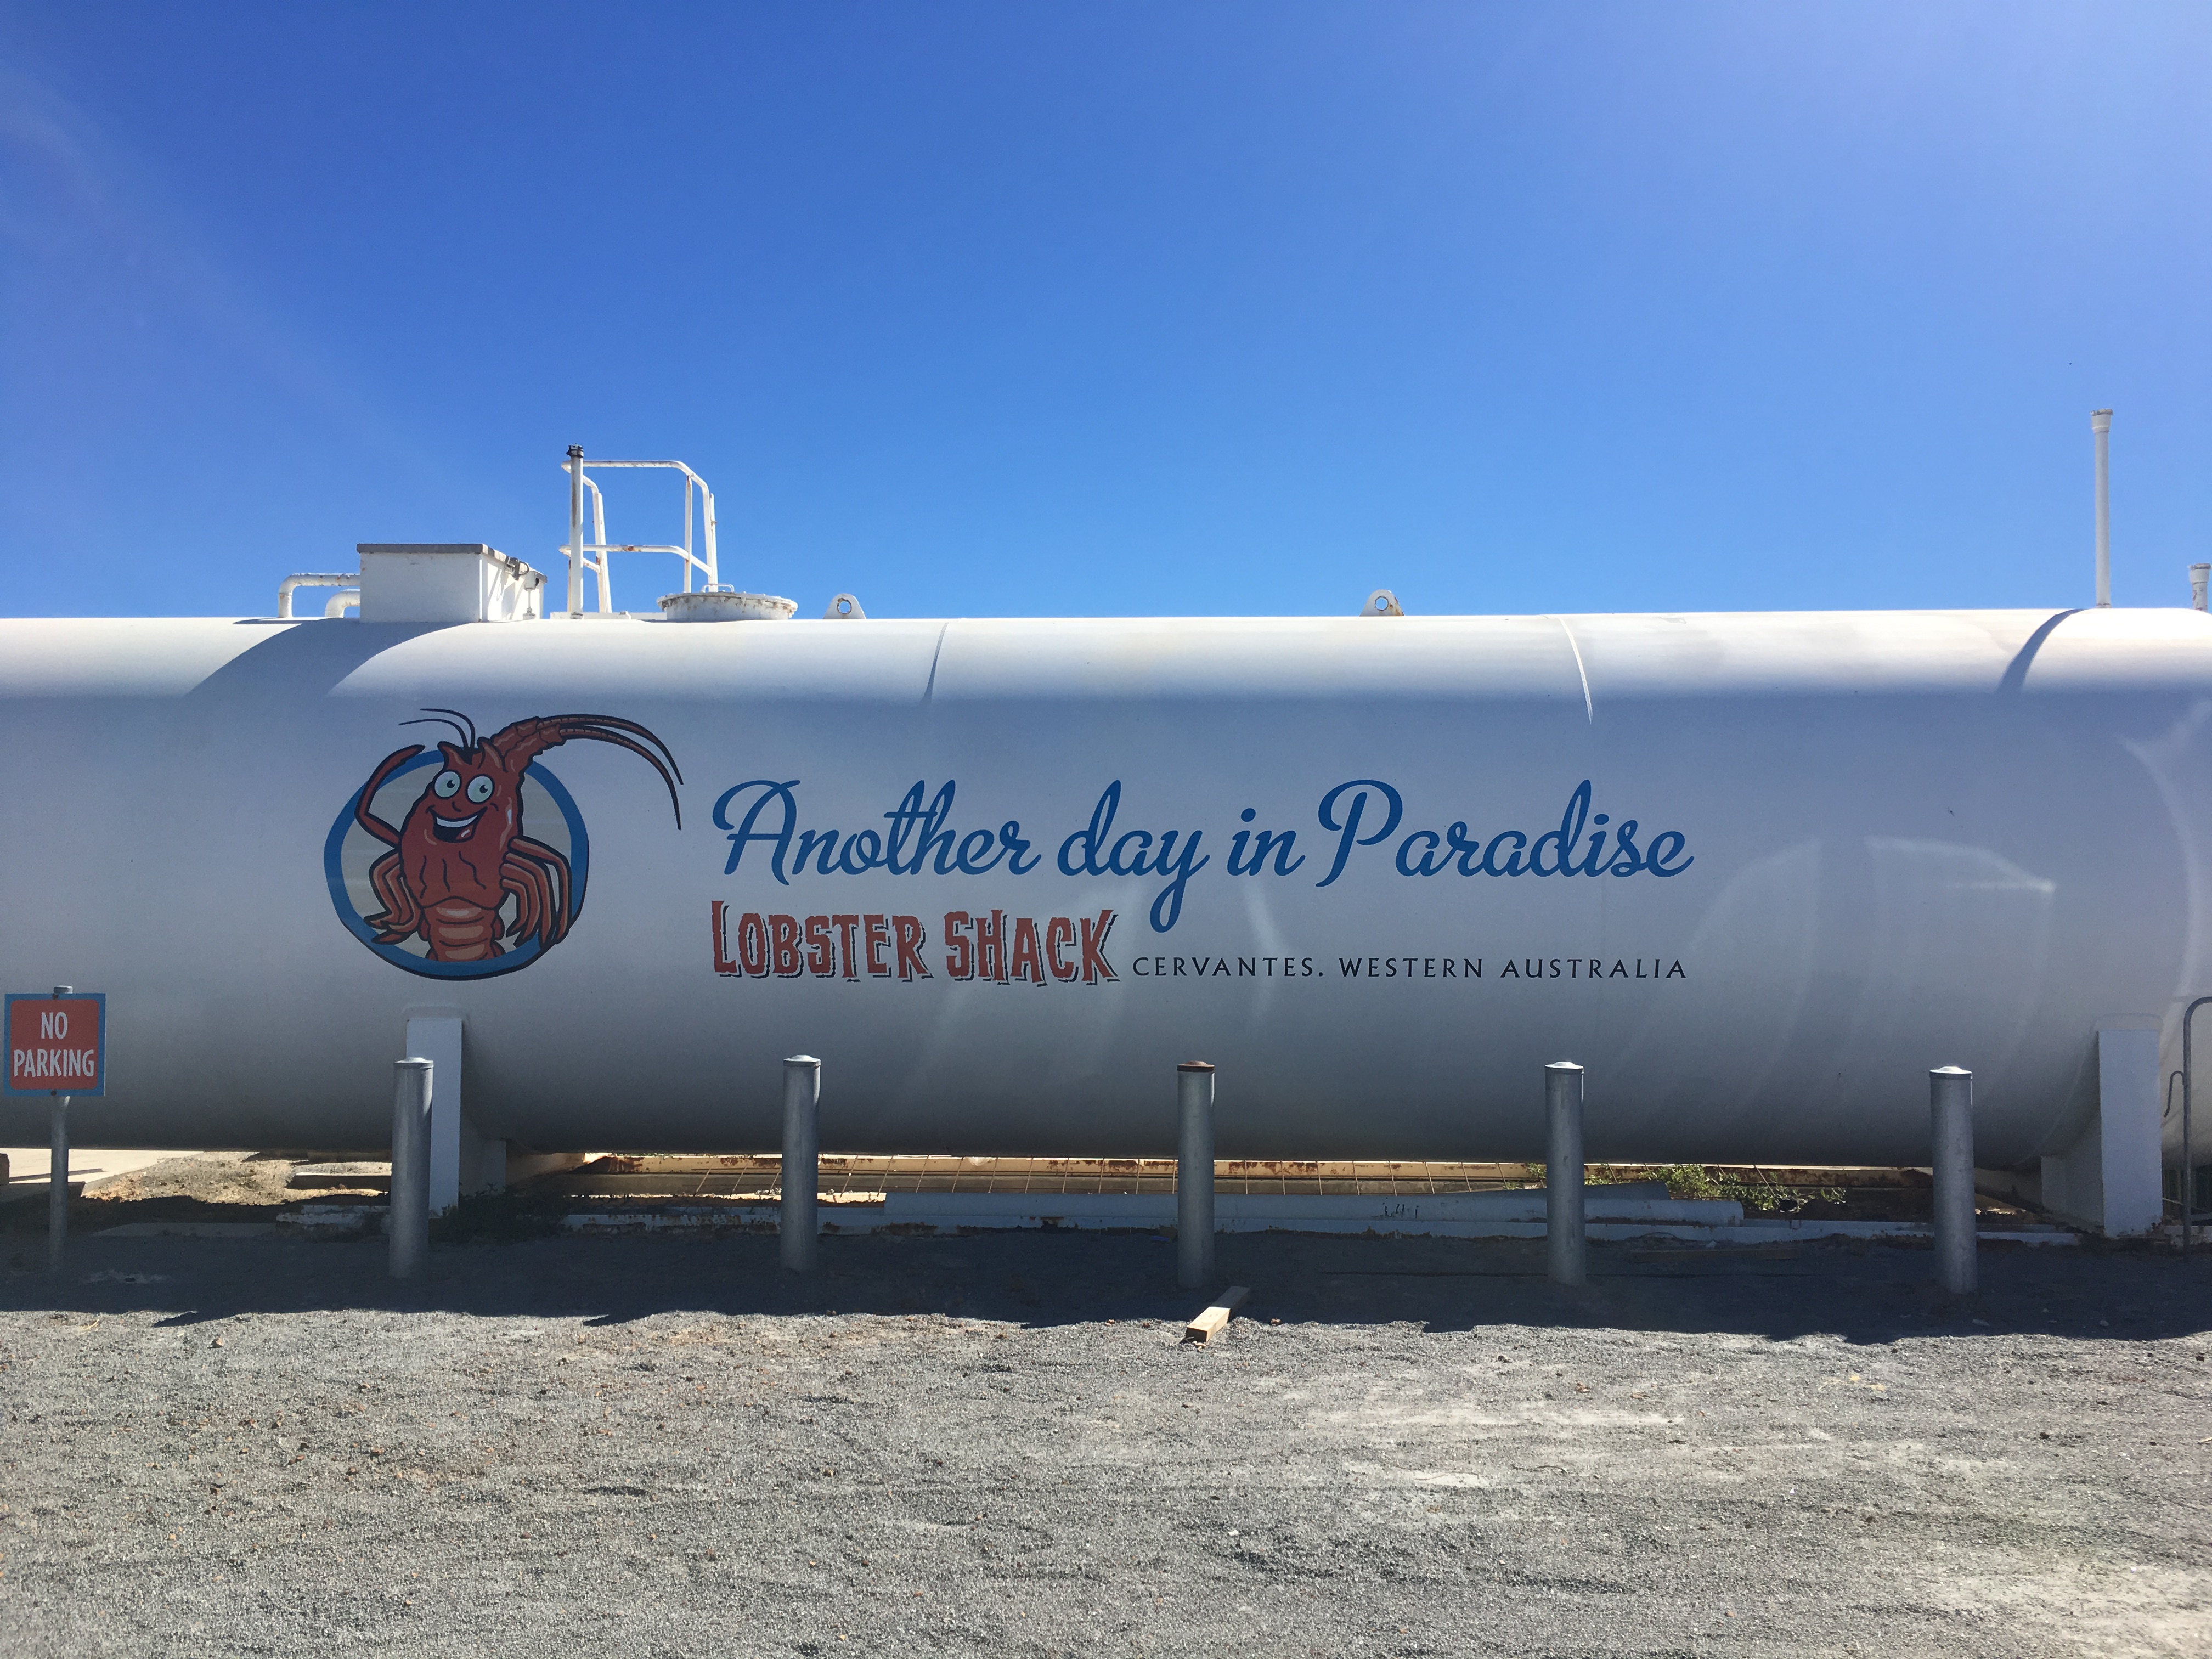 Another day in Paradise
LOBSTER SHACK CERVANTES. WESTERN AUSTRALIA
NO
PARKING